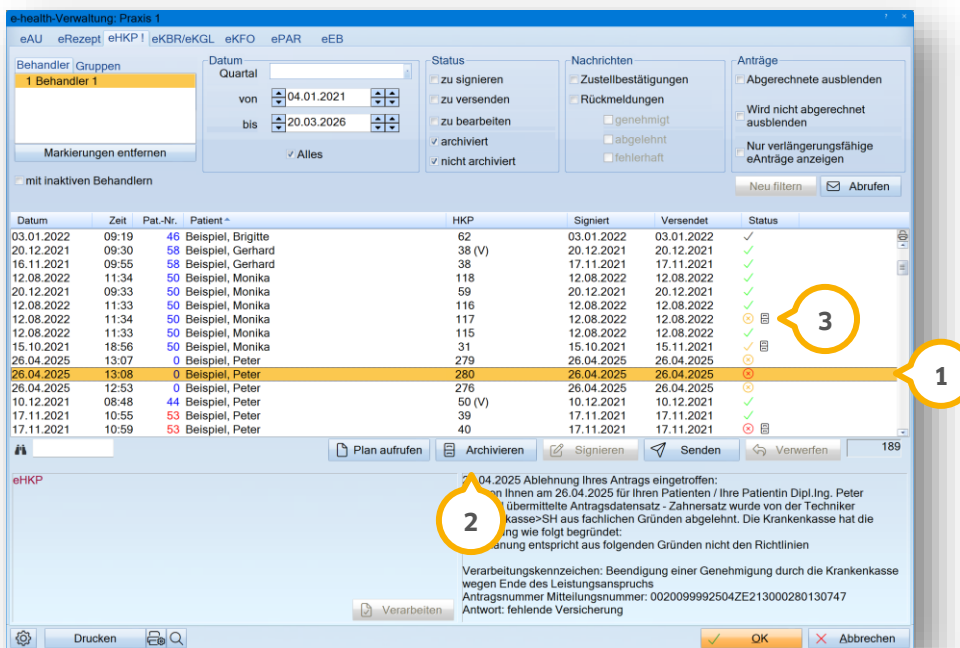 e-health-Verwaltung: Praxis 1
eAU eRezept eHKP ! eKBR/eKGL eKFO ePAR eEB
Behandler Gruppen
1 Behandler 1
Markierungen entfernen
mit inaktiven Behandlern
Datum
Quartal
von 04.01.2021
bis 20.03.2026
Alles
Status
zu signieren
zu versenden
zu bearbeiten
archiviert
nicht archiviert
Nachrichten
Zustellbestätigungen
Rückmeldungen
genehmigt
abgelehnt
fehlerhaft
Anträge
Abgerechnete ausblenden
Wird nicht abgerechnet
ausblenden
Nur verlängerungsfähige
eAnträge anzeigen
Neu filtern Abrufen
Datum Zeit Pat.-Nr. Patient HKP Signiert Versendet Status
03.01.2022 09:19 46 Beispiel, Brigitte 62 03.01.2022 03.01.2022
20.12.2021 09:30 58 Beispiel, Gerhard 38 (V) 20.12.2021 20.12.2021
16.11.2021 09:55 58 Beispiel, Gerhard 38 17.11.2021 17.11.2021
12.08.2022 11:34 50 Beispiel, Monika 118 12.08.2022 12.08.2022
20.12.2021 09:33 50 Beispiel, Monika 59 20.12.2021 20.12.2021
12.08.2022 11:33 50 Beispiel, Monika 116 12.08.2022 12.08.2022
12.08.2022 11:34 50 Beispiel, Monika 117 12.08.2022 12.08.2022
12.08.2022 11:33 50 Beispiel, Monika 115 12.08.2022 12.08.2022
15.10.2021 18:56 50 Beispiel, Monika 31 15.10.2021 15.11.2021
26.04.2025 13:07 0 Beispiel, Peter 279 26.04.2025 26.04.2025
26.04.2025 13:08 0 Beispiel, Peter 280 26.04.2025 26.04.2025
26.04.2025 12:53 0 Beispiel, Peter 276 26.04.2025 26.04.2025
10.12.2021 08:48 44 Beispiel, Peter 50 (V) 10.12.2021 10.12.2021
17.11.2021 10:55 53 Beispiel, Peter 39 17.11.2021 17.11.2021
17.11.2021 10:59 53 Beispiel, Peter 40 17.11.2021 17.11.2021
3
1
Plan aufrufen Archivieren Signieren Senden Verwerfen 189
eHKP
2
.04.2025 Ablehnung Ihres Antrags eingetroffen:
n Ihnen am 26.04.2025 für Ihren Patienten / Ihre Patientin Dipl.Ing. Peter
übermittelte Antragsdatensatz - Zahnersatz wurde von der Techniker
kasse>SH aus fachlichen Gründen abgelehnt. Die Krankenkasse hat die
ng wie folgt begründet:
anung entspricht aus folgenden Gründen nicht den Richtlinien
Verarbeitungskennzeichen: Beendigung einer Genehmigung durch die Krankenkasse
wegen Ende des Leistungsanspruchs
Antragsnummer Mitteilungsnummer: 0020099992504ZE213000280130747
Antwort: fehlende Versicherung
Verarbeiten
Drucken OK Abbrechen